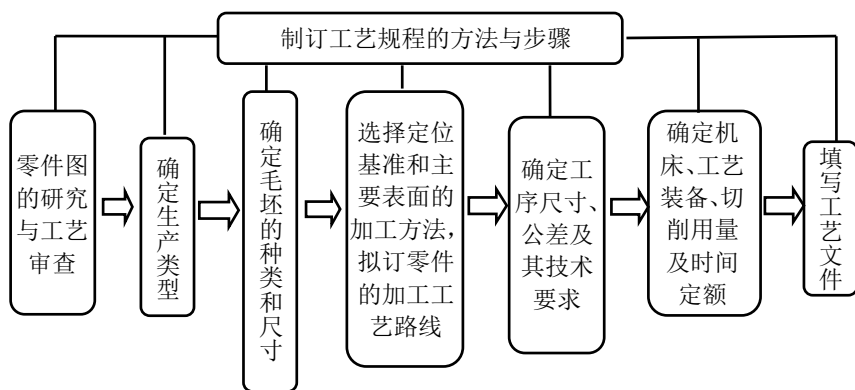 制订工艺规程的方法与步骤
零件图
的研究
与工艺
审查
确定生产类型
确定毛坯的种类和尺寸
选择定位
基准和主
要表面的
加工方法，
拟订零件
的加工工
艺路线
确定工
序尺寸、
公差及
其技术
要求
确定机
床、工艺
装备、切
削用量
及时间
定额
填写工艺文件